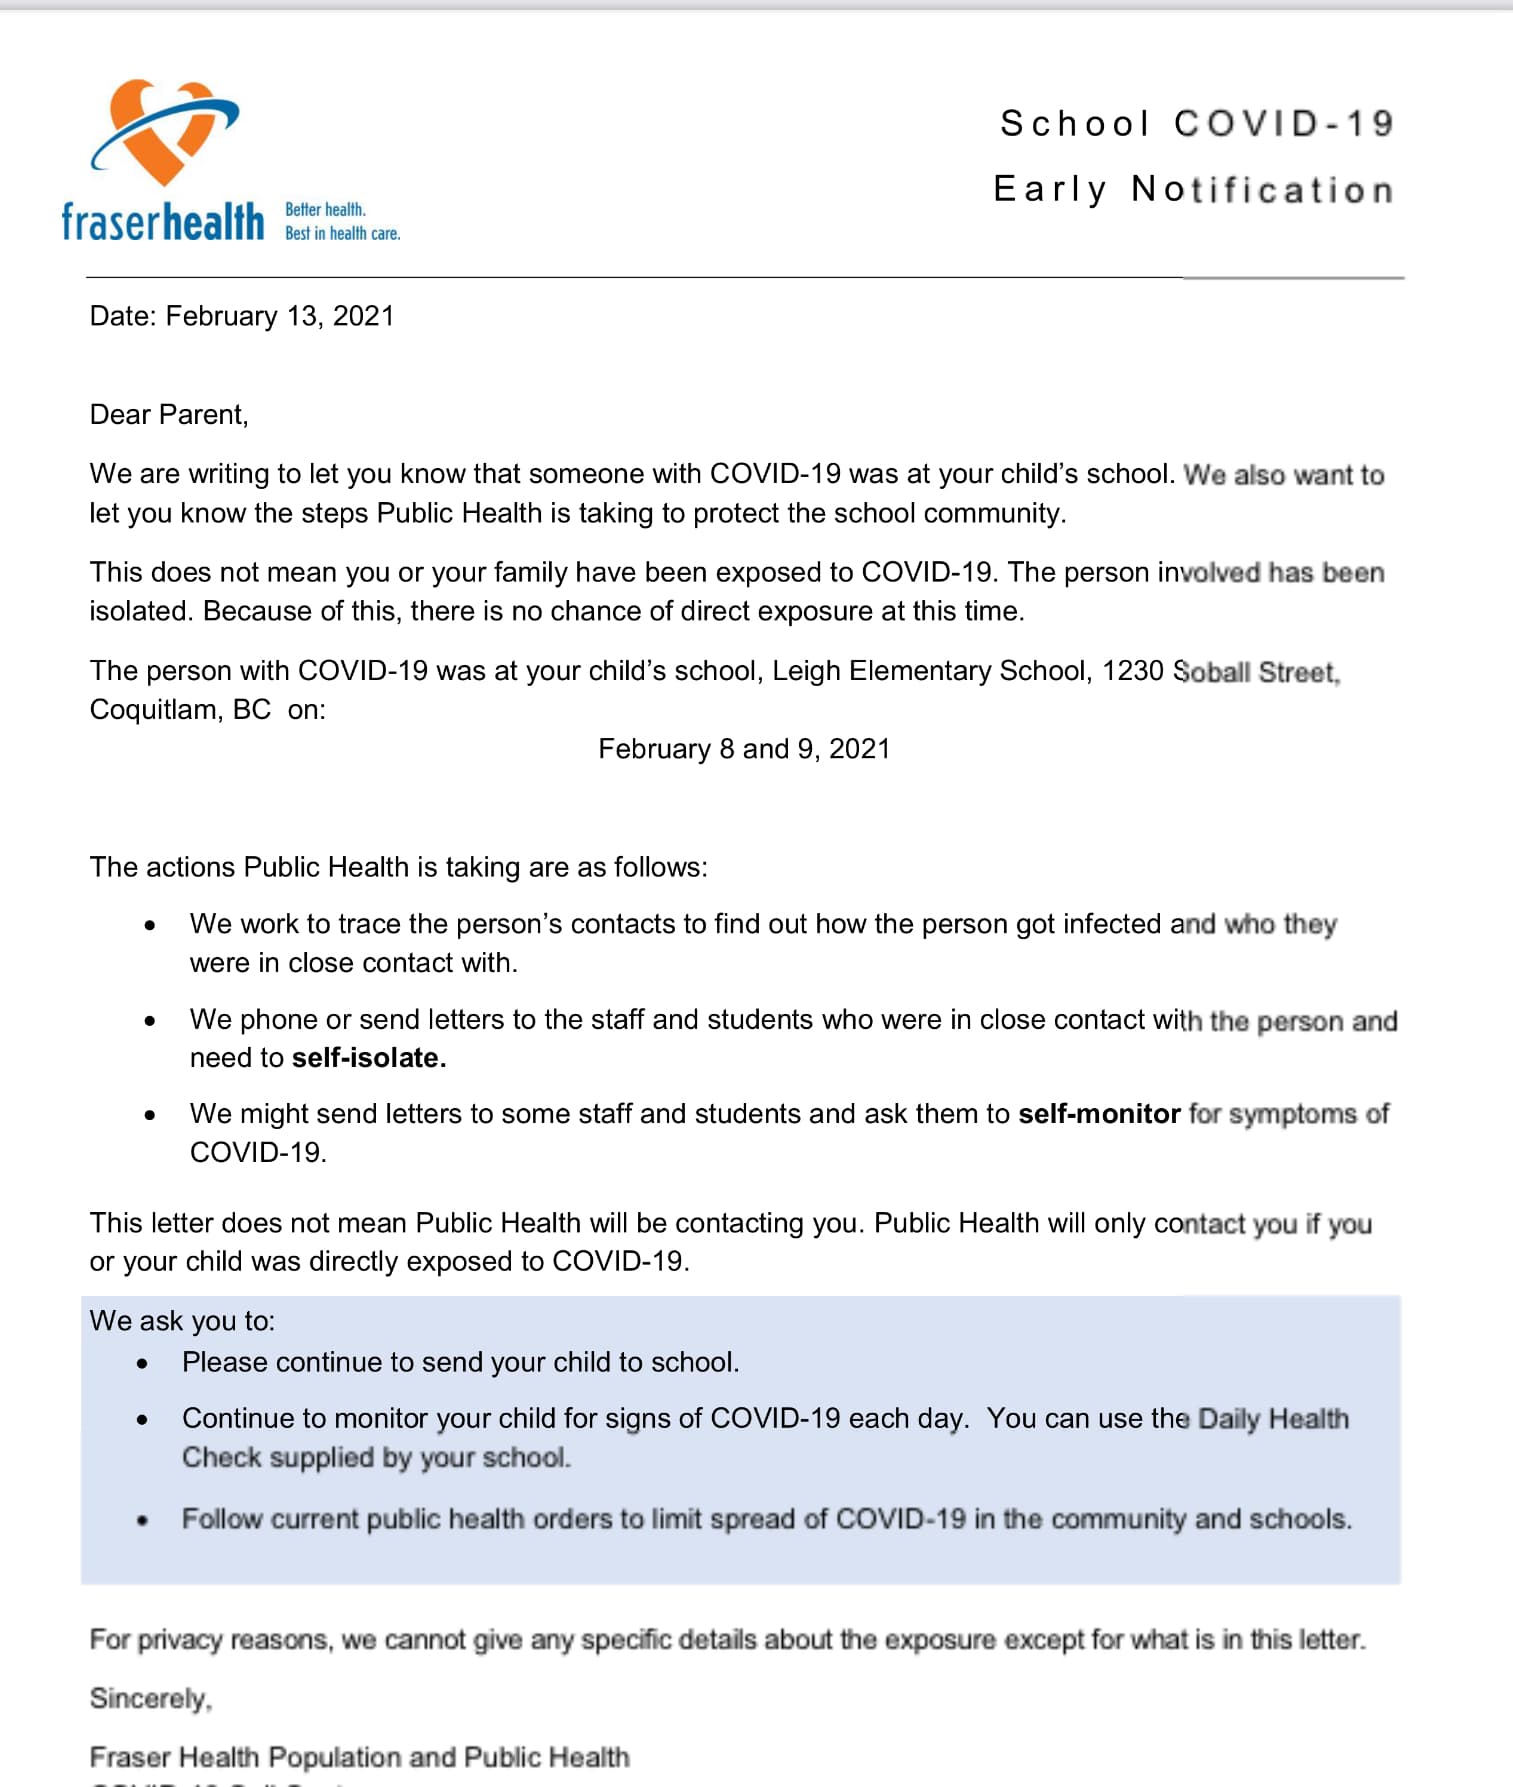 fraserhealth
Better health.
Best in health care.
School COVID-19
Early Notification
Date: February 13, 2021
Dear Parent,
We are writing to let you know that someone with COVID-19 was at your child’s school. We also want to
let you know the steps Public Health is taking to protect the school community.
This does not mean you or your family have been exposed to COVID-19. The person involved has been
isolated. Because of this, there is no chance of direct exposure at this time.
The person with COVID-19 was at your child’s school, Leigh Elementary School, 1230 Soball Street,
Coquitlam, BC  on:
February 8 and 9, 2021
The actions Public Health is taking are as follows:
• We work to trace the person’s contacts to find out how the person got infected and who they
were in close contact with.
• We phone or send letters to the staff and students who were in close contact with the person and
need to self-isolate.
• We might send letters to some staff and students and ask them to self-monitor for symptoms of
COVID-19.
This letter does not mean Public Health will be contacting you. Public Health will only contact you if you
or your child was directly exposed to COVID-19.
We ask you to:
• Please continue to send your child to school.
• Continue to monitor your child for signs of COVID-19 each day.  You can use the Daily Health
Check supplied by your school.
• Follow current public health orders to limit spread of COVID-19 in the community and schools.
For privacy reasons, we cannot give any specific details about the exposure except for what is in this letter.
Sincerely,
Fraser Health Population and Public Health